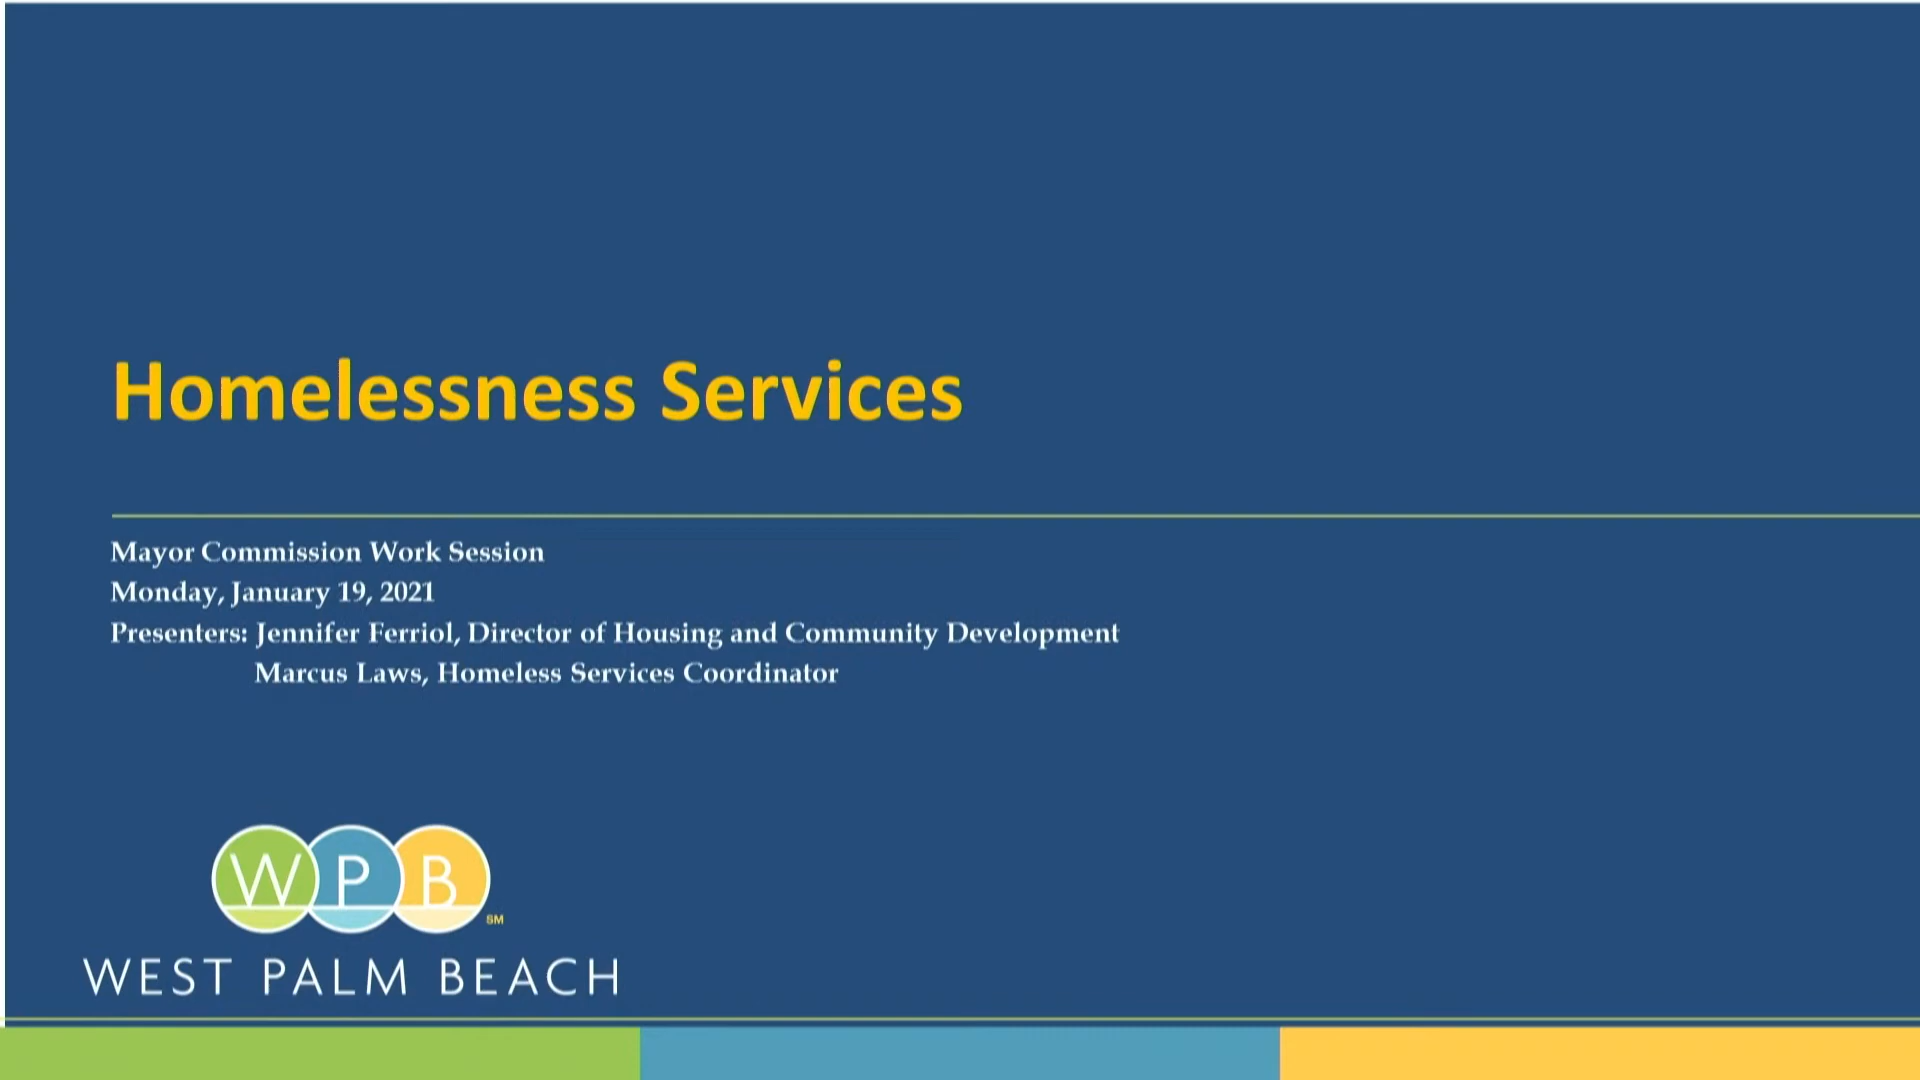 Homelessness Services
Mayor Commission Work Session
Monday, January 19, 2021
Presenters: Jennifer Ferriol, Director of Housing and Community Development
Marcus Laws, Homeless Services Coordinator
WPB SM
WEST PALM BEACH